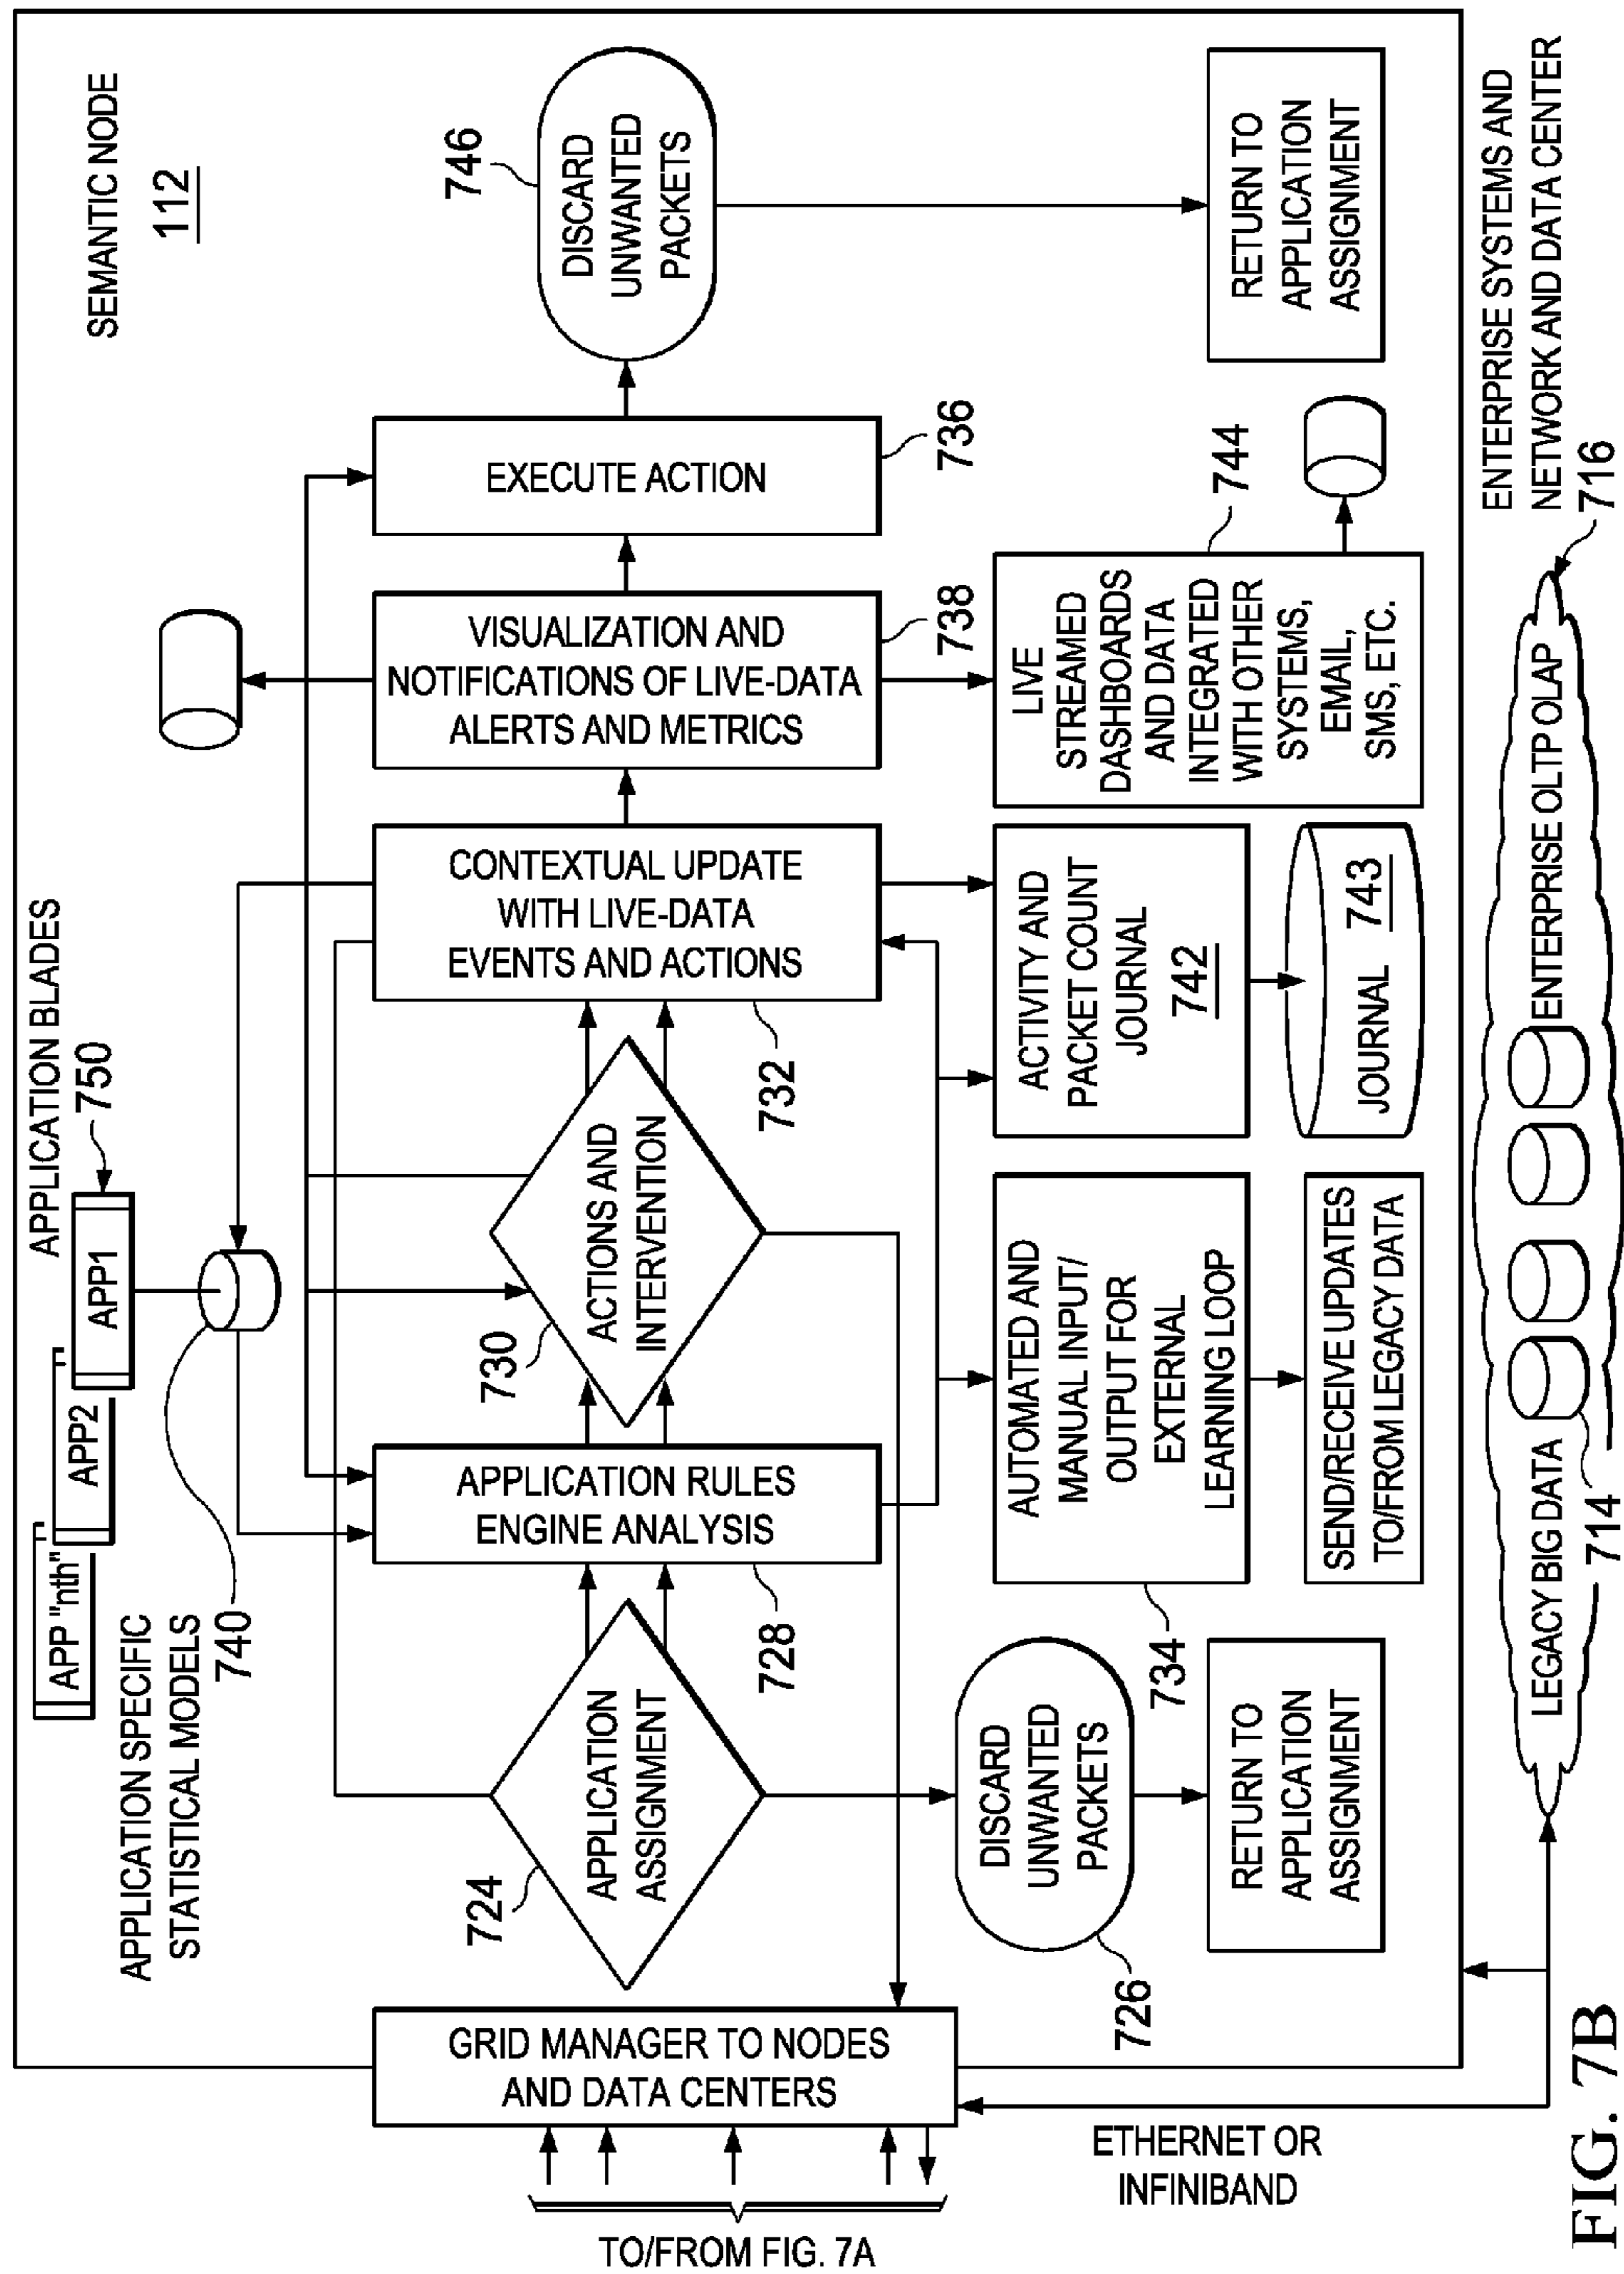 APPLICATION BLADES
SEMANTIC NODE
112
APP "nth"
APP2
APP1
750
APPLICATION SPECIFIC
STATISTICAL MODELS
740
GRID MANAGER TO NODES
AND DATA CENTERS
724
APPLICATION
ASSIGNMENT
APPLICATION RULES
ENGINE ANALYSIS
728
730
ACTIONS AND
INTERVENTION
CONTEXTUAL UPDATE
WITH LIVE-DATA
EVENTS AND ACTIONS
732
VISUALIZATION AND
NOTIFICATIONS OF LIVE-DATA
ALERTS AND METRICS
738
EXECUTE ACTION
736
746
DISCARD
UNWANTED
PACKETS
TO/FROM FIG. 7A
DISCARD
UNWANTED
PACKETS
726
RETURN TO
APPLICATION
ASSIGNMENT
AUTOMATED AND
MANUAL INPUT/
OUTPUT FOR
EXTERNAL
LEARNING LOOP
734
SEND/RECEIVE UPDATES
TO/FROM LEGACY DATA
ACTIVITY AND
PACKET COUNT
JOURNAL
742
JOURNAL
743
LIVE
STREAMED
DASHBOARDS
AND DATA
INTEGRATED
WITH OTHER
SYSTEMS,
EMAIL,
SMS, ETC.
744
RETURN TO
APPLICATION
ASSIGNMENT
ETHERNET OR
INFINIBAND
LEGACY BIG DATA
ENTERPRISE OLTP OLAP
714
716
ENTERPRISE SYSTEMS AND
NETWORK AND DATA CENTER
FIG. 7B